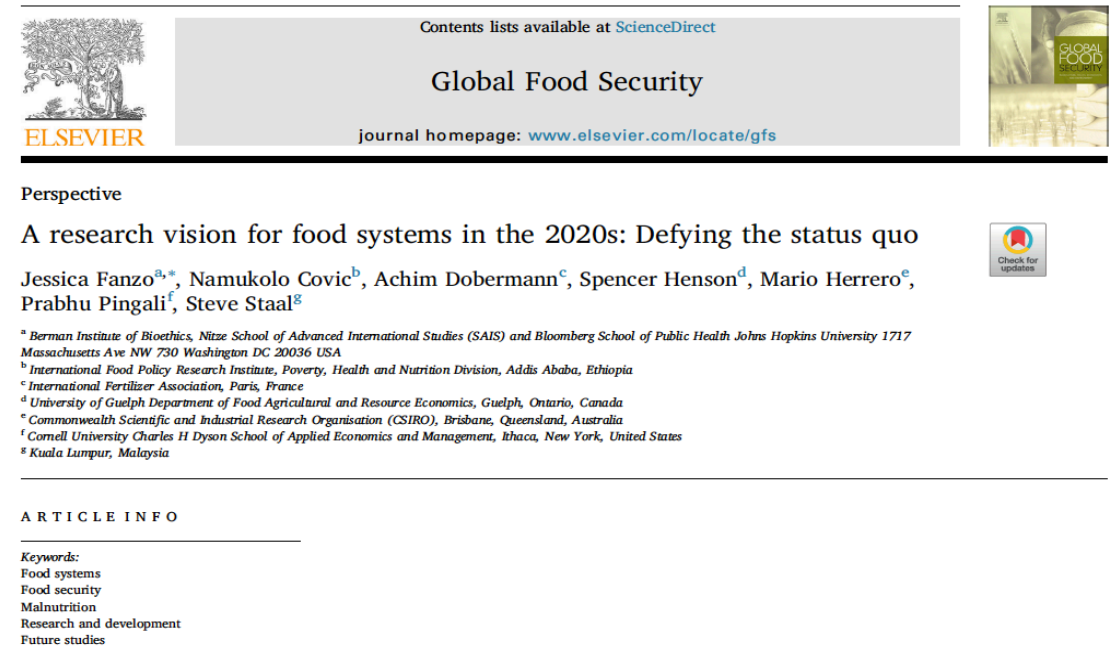 Contents lists available at ScienceDirect
Global Food Security
journal homepage: www.elsevier.com/locate/gfs
ELSEVIER
GLOBAL
FOOD
SECURITY
Perspective
A research vision for food systems in the 2020s: Defying the status quo
Check for
updates
Jessica Fanzoa,*, Namukolo Covicb, Achim Dobermannc, Spencer Hensond, Mario Herreroe,
Prabhu Pingalif, Steve Staalg
a Berman Institute of Bioethics, Nitze School of Advanced International Studies (SAIS) and Bloomberg School of Public Health Johns Hopkins University 1717
Massachusetts Ave NW 730 Washington DC 20036 USA
b International Food Policy Research Institute, Poverty, Health and Nutrition Division, Addis Ababa, Ethiopia
c International Fertilizer Association, Paris, France
d University of Guelph Department of Food Agricultural and Resource Economics, Guelph, Ontario, Canada
e Commonwealth Scientific and Industrial Research Organisation (CSIRO), Brisbane, Queensland, Australia
f Cornell University Charles H Dyson School of Applied Economics and Management, Ithaca, New York, United States
g Kuala Lumpur, Malaysia
ARTICLE INFO
Keywords:
Food systems
Food security
Malnutrition
Research and development
Future studies